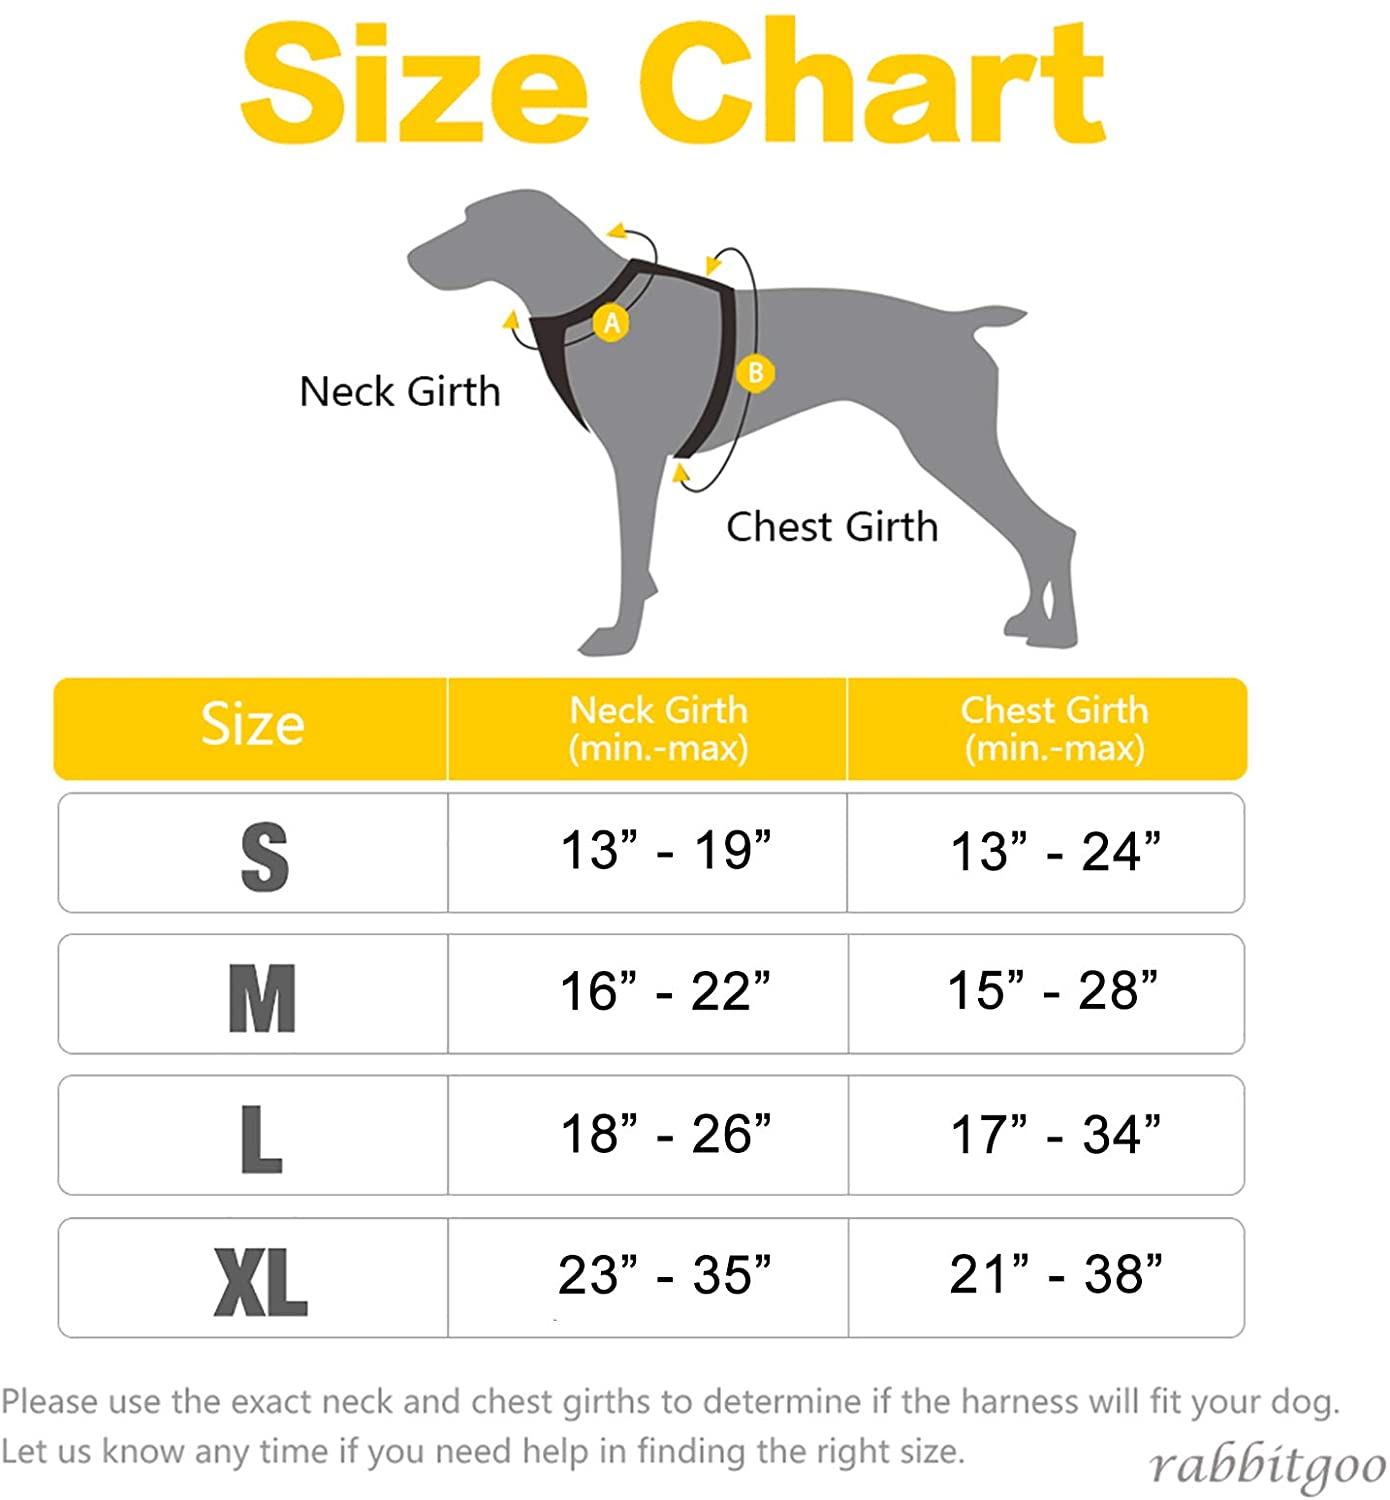 Size Chart
A
B
Neck Girth
Chest Girth
Size Neck Girth (min.-max) Chest Girth (min.-max)
S 13” - 19” 13” - 24”
M 16” - 22” 15” - 28”
L 18” - 26” 17” - 34”
XL 23” - 35” 21” - 38”
Please use the exact neck and chest girths to determine if the harness will fit your dog.
Let us know any time if you need help in finding the right size.
rabbitgoo